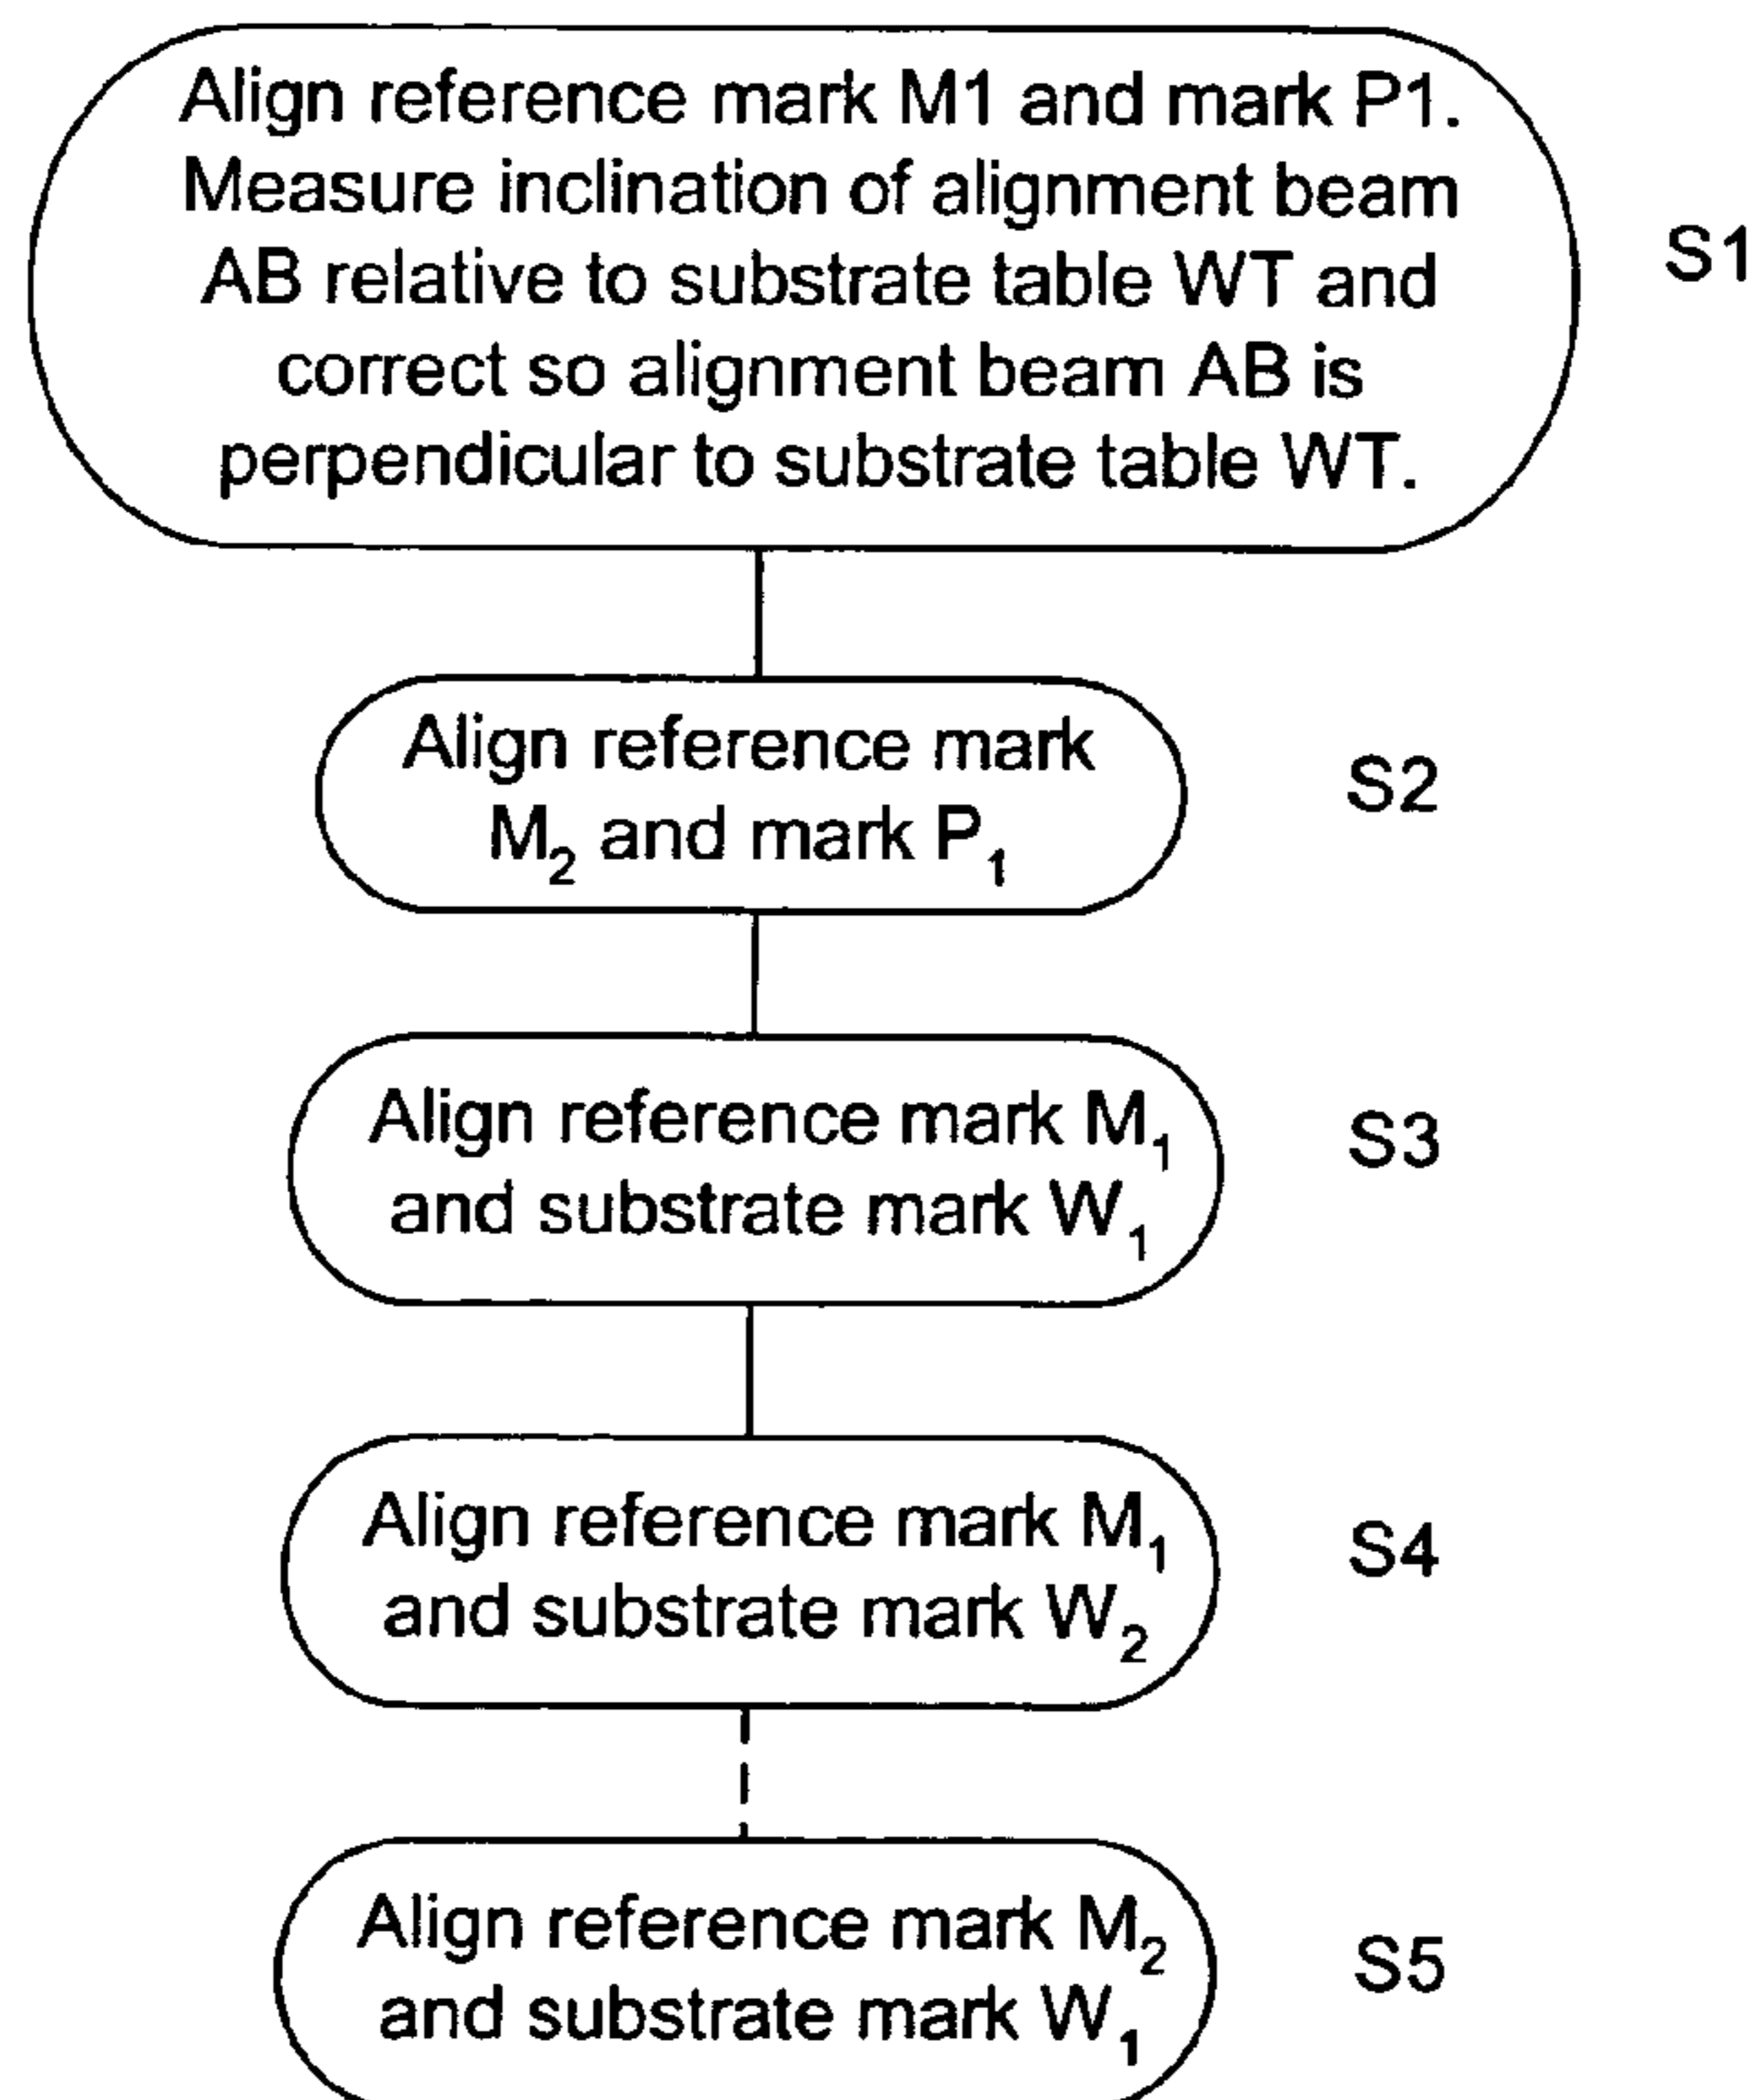 Align reference mark M1 and mark P1.
Measure inclination of alignment beam
AB relative to substrate table WT and
correct so alignment beam AB is
perpendicular to substrate table WT.
S1
Align reference mark
M₂ and mark P₁
S2
Align reference mark M₁
and substrate mark W₁
S3
Align reference mark M₁
and substrate mark W₂
S4
Align reference mark M₂
and substrate mark W₁
S5